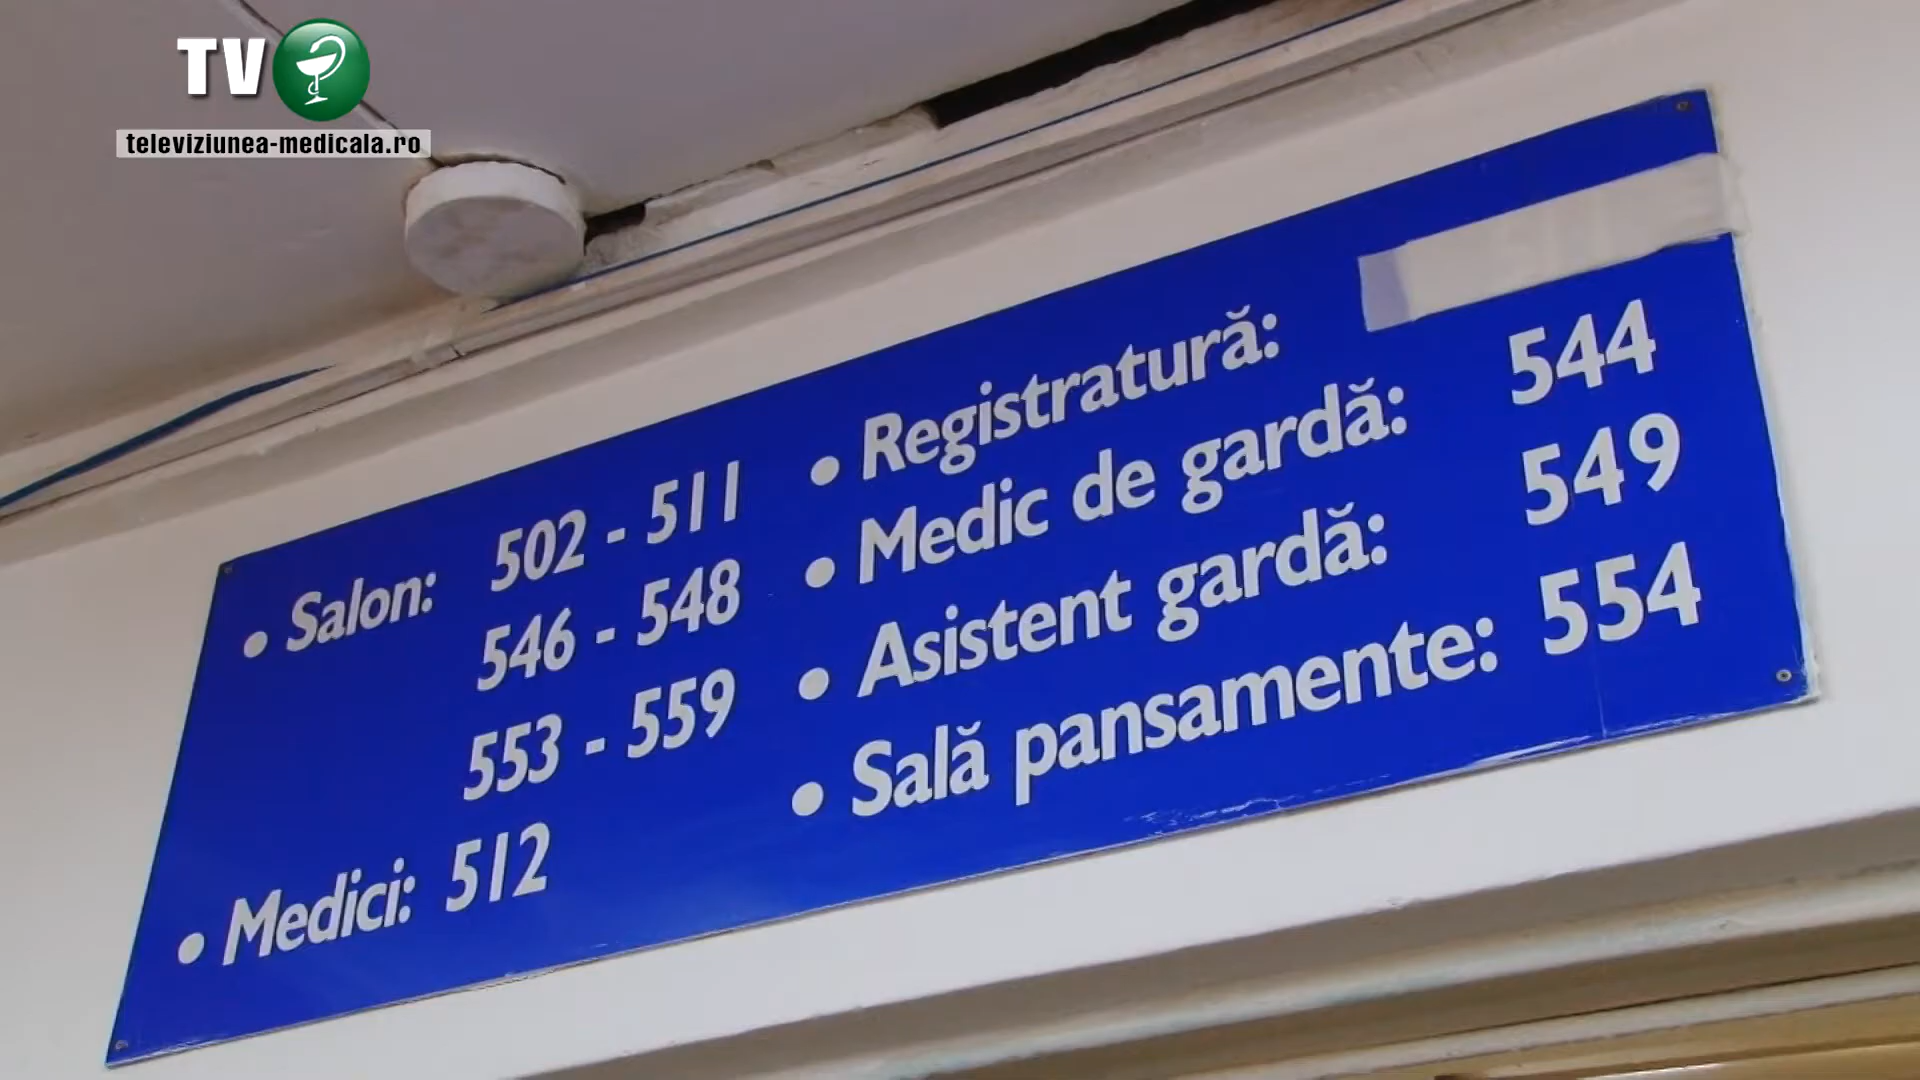 TV
televiziunea-medicala.ro
• Salon: 502 - 511
546 - 548
553 - 559
• Medici: 512
• Registratură:
• Medic de gardă: 544
• Asistent gardă: 549
• Sală pansamente: 554